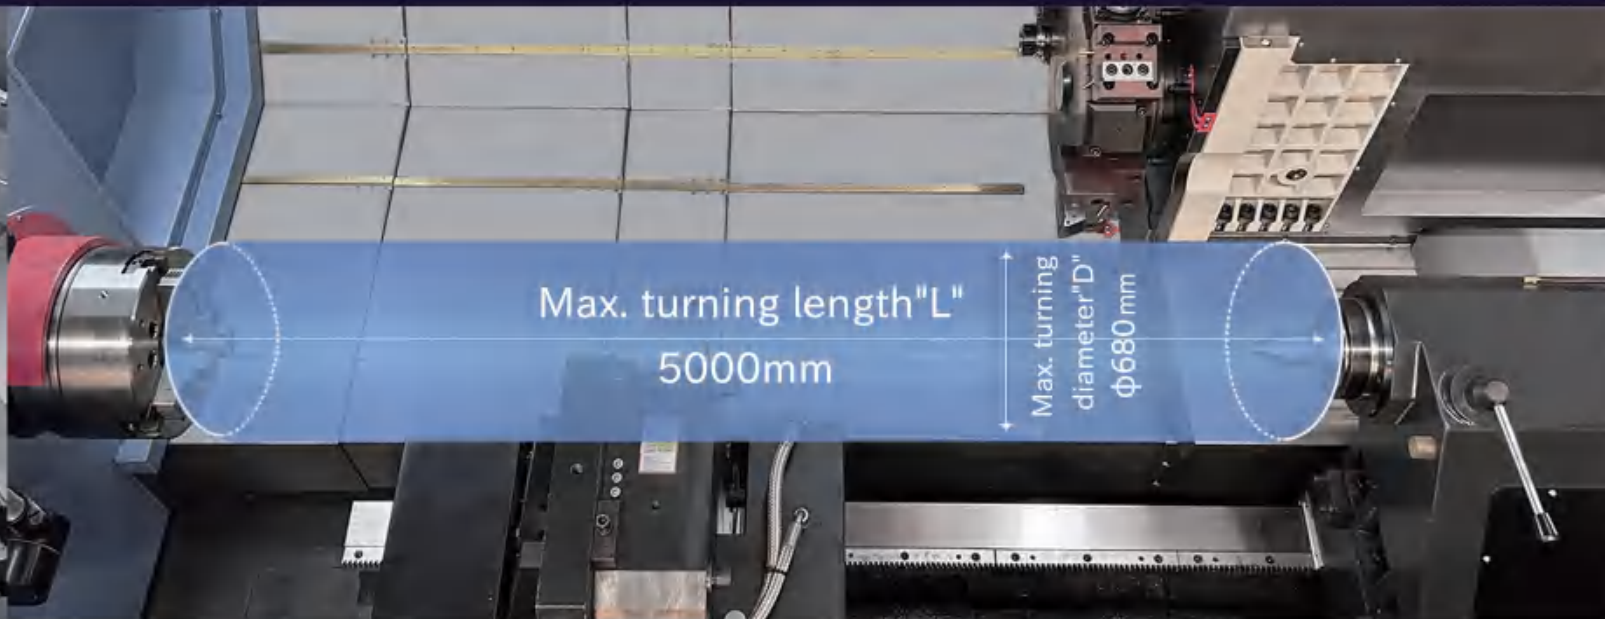 Max. turning length"L"
5000mm
Max. turning
diameter"D"
φ680mm